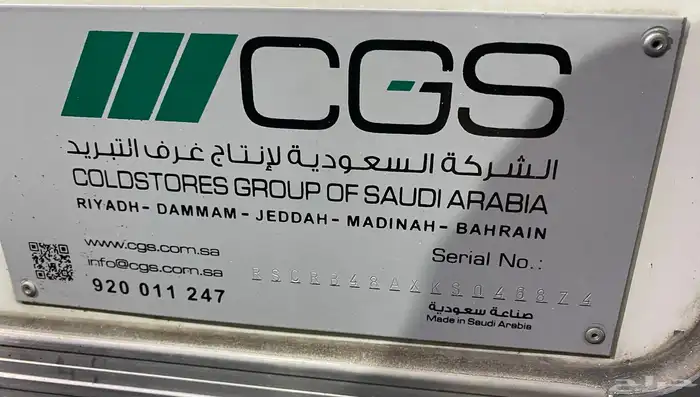 CGS
الشركة السعودية لإنتاج غرف التبريد
COLDSTORES GROUP OF SAUDI ARABIA
RIYADH - DAMMAM - JEDDAH - MADINAH - BAHRAIN
www.cgs.com.sa
info@cgs.com.sa
920 011 247
Serial No.:
صناعة سعودية
Made in Saudi Arabia
حراج